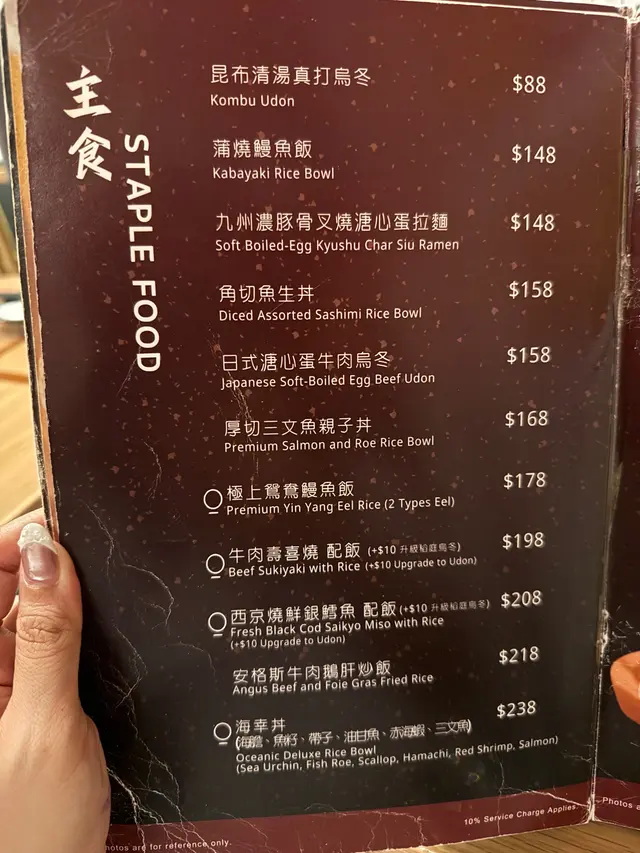 主食
STAPLE FOOD
昆布清湯真打烏冬 $88
Kombu Udon
蒲燒鰻魚飯 $148
Kabayaki Rice Bowl
九州濃豚骨叉燒溏心蛋拉麵 $148
Soft Boiled-Egg Kyushu Char Siu Ramen
角切魚生丼 $158
Diced Assorted Sashimi Rice Bowl
日式溏心蛋牛肉烏冬 $158
Japanese Soft-Boiled Egg Beef Udon
厚切三文魚親子丼 $168
Premium Salmon and Roe Rice Bowl
極上鴛鴦鰻魚飯 $178
Premium Yin Yang Eel Rice (2 Types Eel)
牛肉壽喜燒 配飯 (+$10 升級稻庭烏冬) $198
Beef Sukiyaki with Rice (+$10 Upgrade to Udon)
西京燒鮮銀鱈魚 配飯 (+$10 升級稻庭烏冬) $208
Fresh Black Cod Saikyo Miso with Rice
(+$10 Upgrade to Udon)
安格斯牛肉鵝肝炒飯 $218
Angus Beef and Foie Gras Fried Rice
海幸丼 $238
(海膽、魚籽、帶子、油甘魚、赤海蝦、三文魚)
Oceanic Deluxe Rice Bowl
(Sea Urchin, Fish Roe, Scallop, Hamachi, Red Shrimp, Salmon)
10% Service Charge Applies.
hotos are for reference only.
Photos a